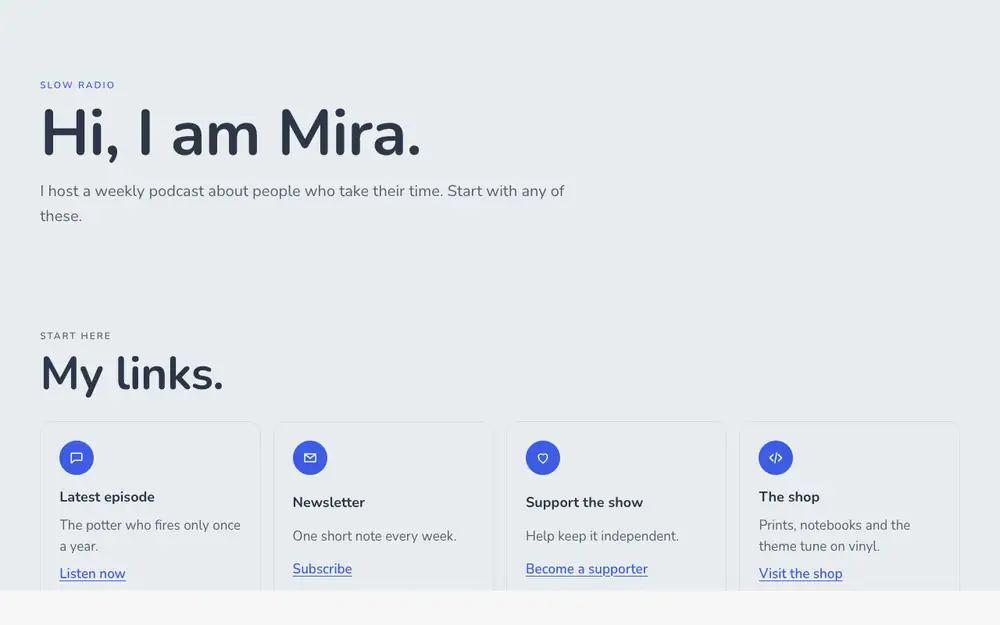 SLOW RADIO
Hi, I am Mira.
I host a weekly podcast about people who take their time. Start with any of
these.
START HERE
My links.
Latest episode
The potter who fires only once
a year.
Listen now
Newsletter
One short note every week.
Subscribe
Support the show
Help keep it independent.
Become a supporter
The shop
Prints, notebooks and the
theme tune on vinyl.
Visit the shop